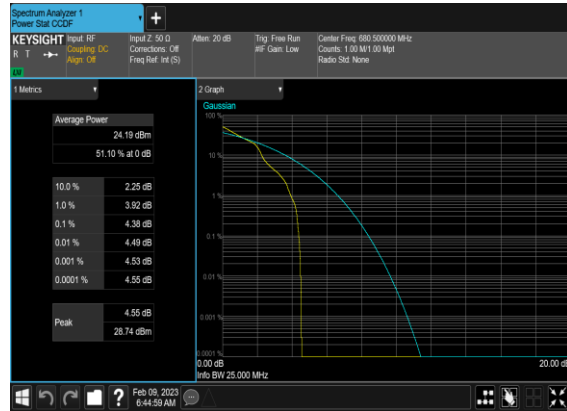 Spectrum Analyzer 1
Power Stat CCDF
+
KEYSIGHT
R T
Input: RF
Coupling: DC
Align: Off
Input Z: 50 Ω
Corrections: Off
Freq Ref: Int (S)
Atten: 20 dB
Trig: Free Run
#IF Gain: Low
Center Freq: 680.500000 MHz
Counts: 1.00 M/1.00 Mpt
Radio Std: None
1 Metrics
Average Power
24.19 dBm
51.10 % at 0 dB
10.0 % 2.25 dB
1.0 % 3.92 dB
0.1 % 4.38 dB
0.01 % 4.49 dB
0.001 % 4.53 dB
0.0001 % 4.55 dB
Peak
4.55 dB
28.74 dBm
2 Graph
Gaussian
100 %
10 %
1 %
0.1 %
0.01 %
0.001 %
0.0001 %
0.00 dB
20.00 dB
Info BW 25.000 MHz
?
Feb 09, 2023
6:44:59 AM